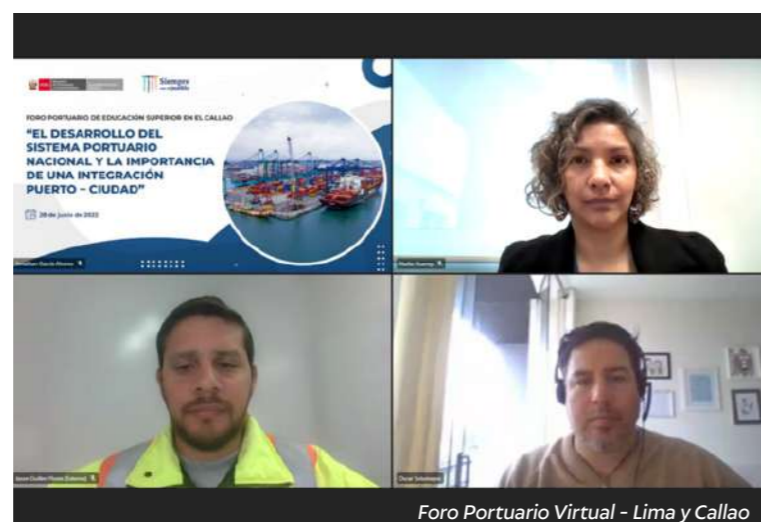 Siempre
FORO PORTUARIO DE EDUCACIÓN SUPERIOR EN EL CALLAO
"EL DESARROLLO DEL
SISTEMA PORTUARIO
NACIONAL Y LA IMPORTANCIA
DE UNA INTEGRACIÓN
PUERTO - CIUDAD"
28 de junio de 2022
Foro Portuario Virtual - Lima y Callao